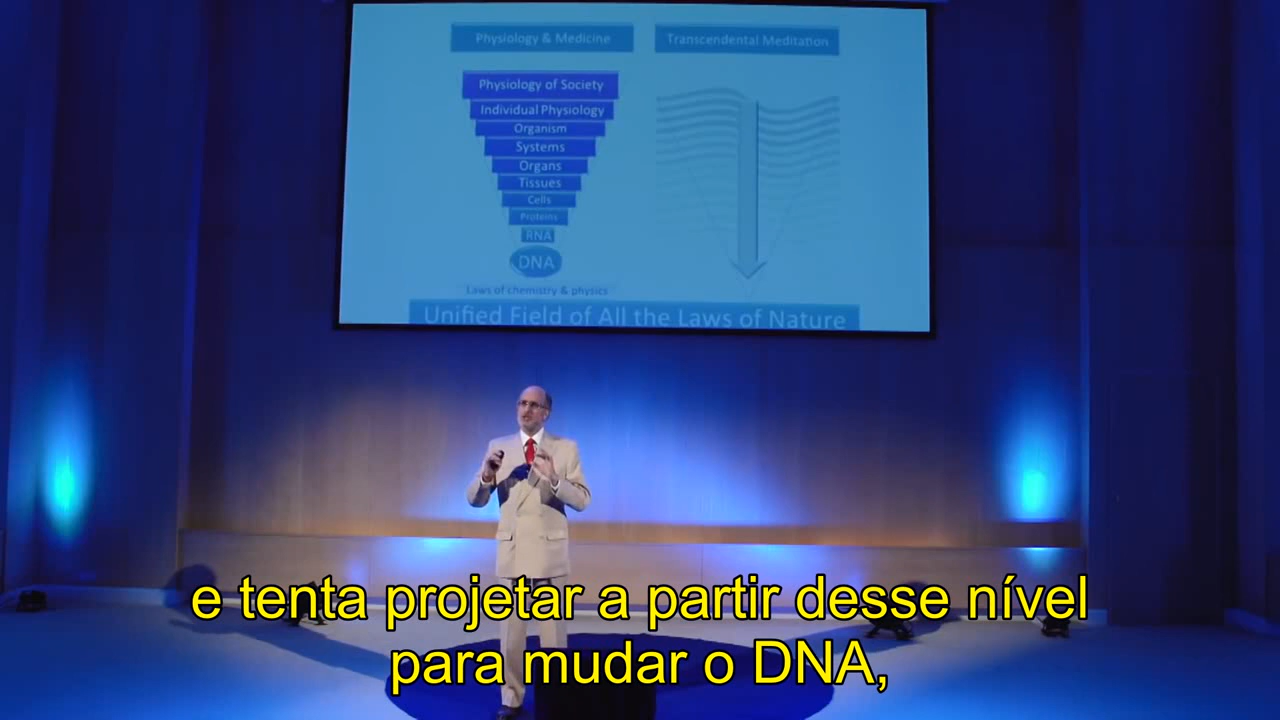 Physiology & Medicine
Transcendental Meditation
Physiology of Society
Individual Physiology
Organism
Systems
Organs
Tissues
Cells
Proteins
RNA
DNA
Laws of chemistry & physics
Unified Field of All the Laws of Nature
e tenta projetar a partir desse nível
para mudar o DNA,